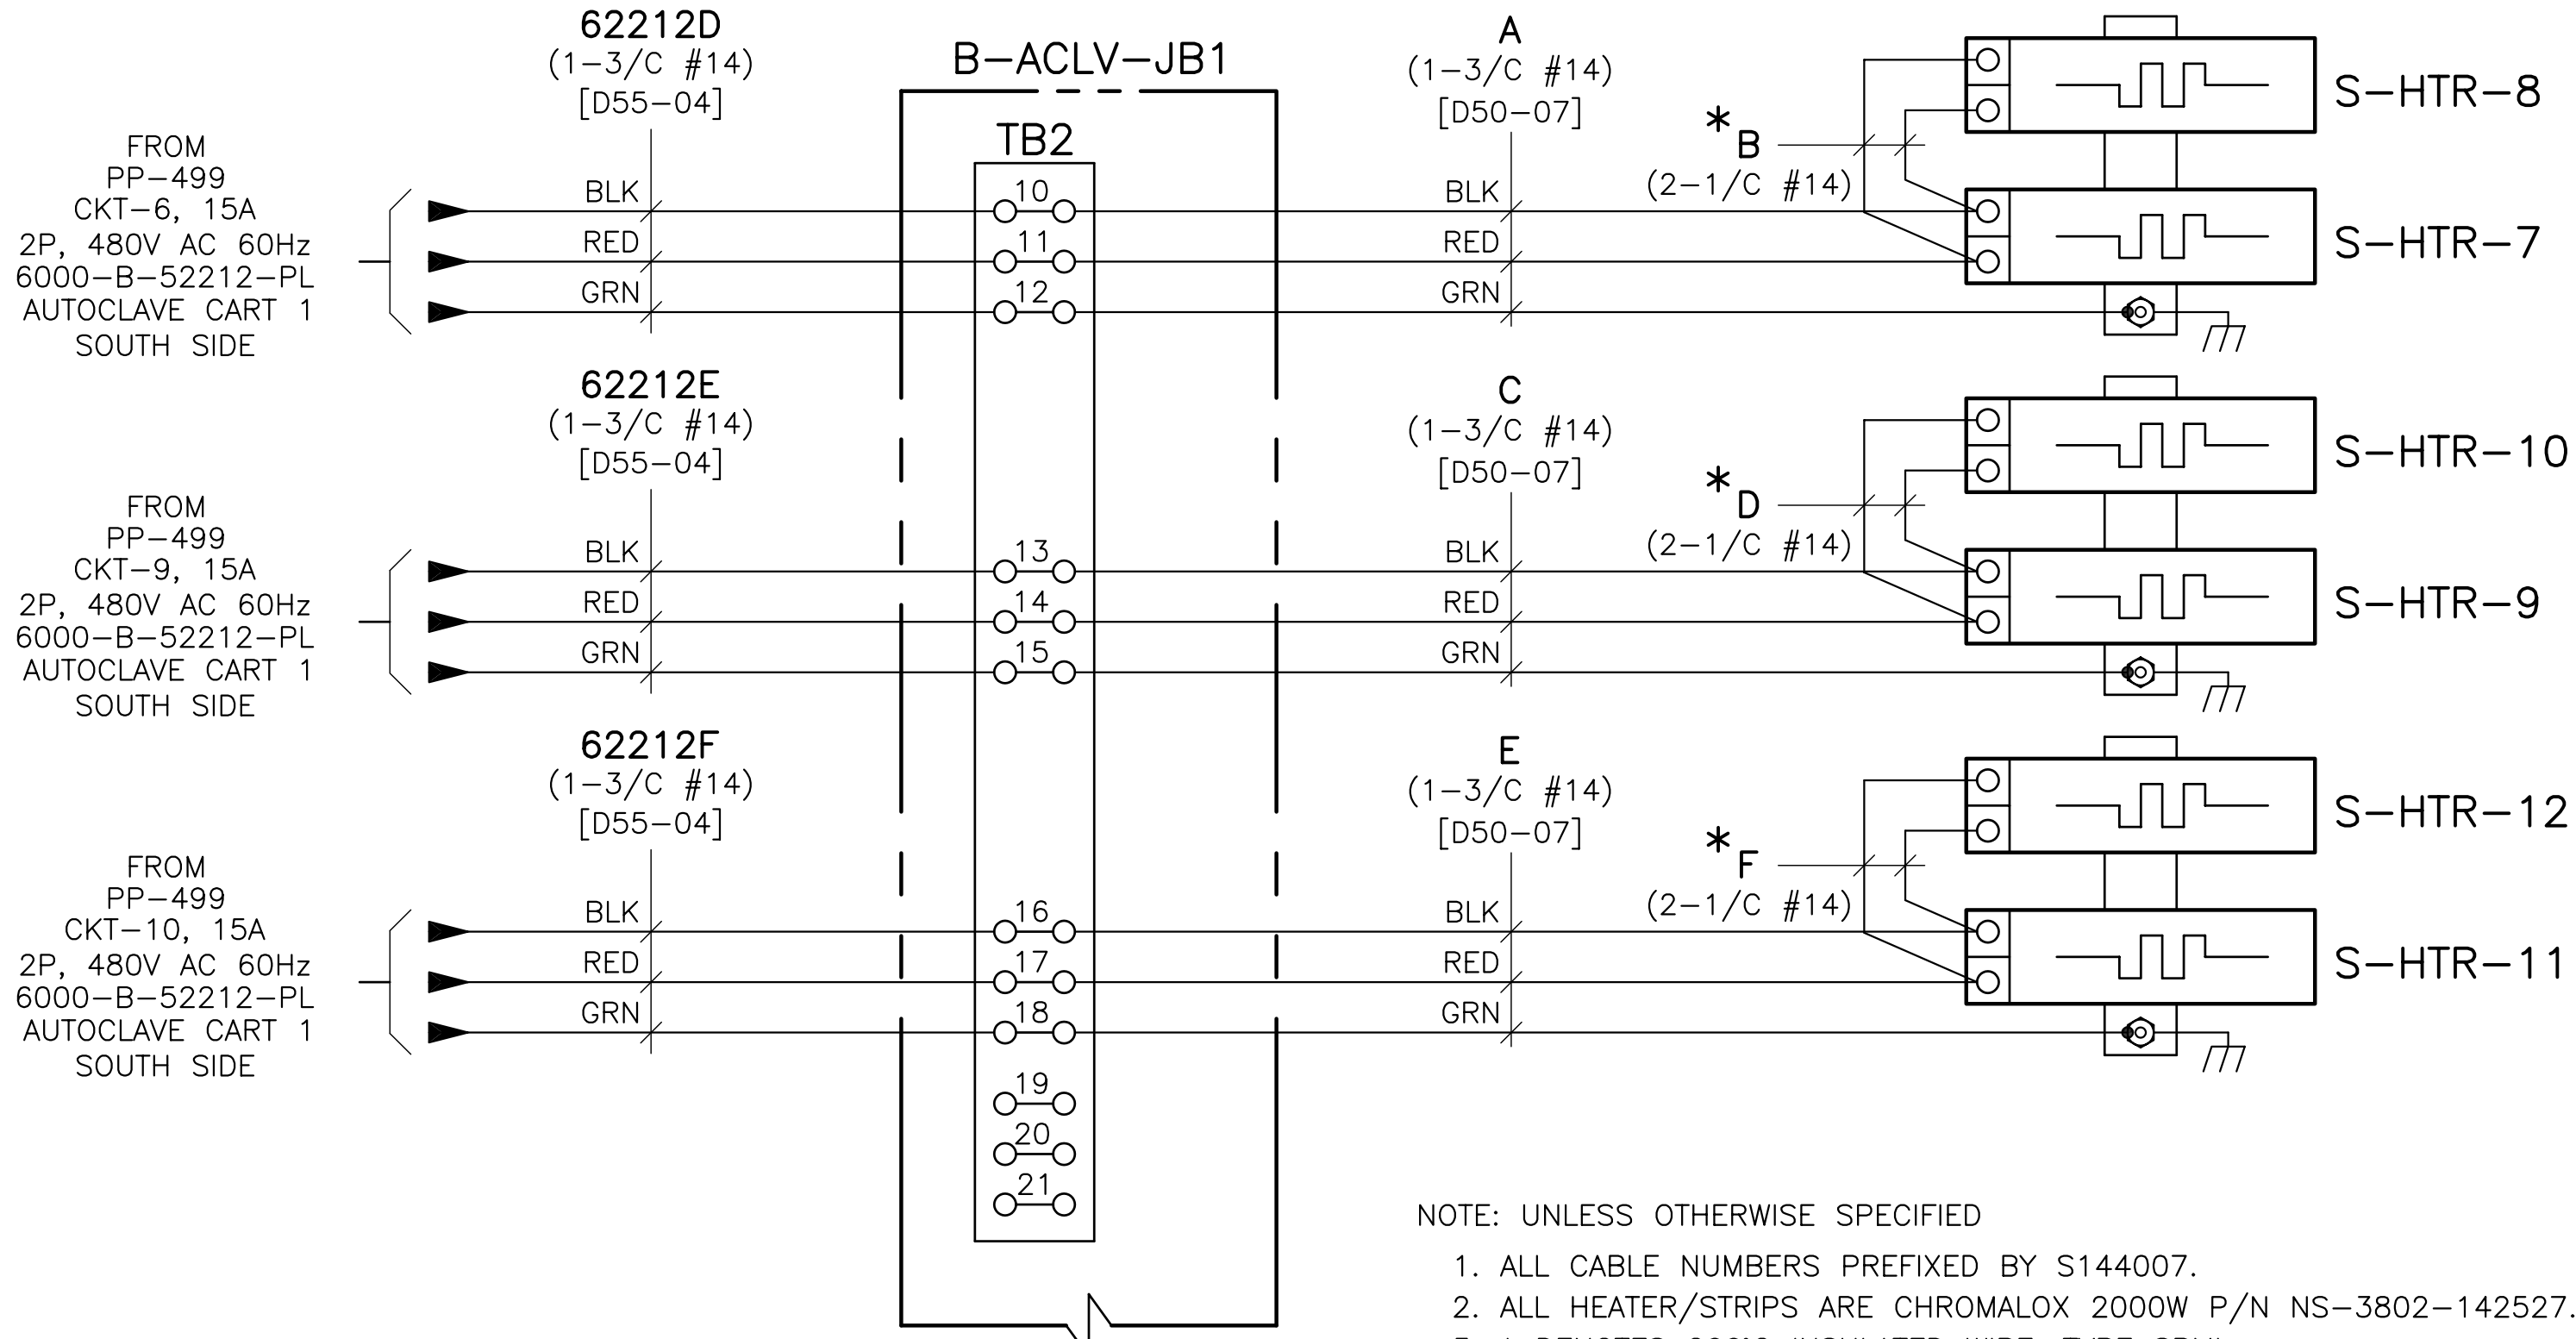 62212D
(1-3/C #14)
[D55-04]
B-ACLV-JB1
TB2
A
(1-3/C #14)
[D50-07]
*B
(2-1/C #14)
S-HTR-8
S-HTR-7
FROM
PP-499
CKT-6, 15A
2P, 480V AC 60Hz
6000-B-52212-PL
AUTOCLAVE CART 1
SOUTH SIDE
BLK 10 BLK
RED 11 RED
GRN 12 GRN
62212E
(1-3/C #14)
[D55-04]
C
(1-3/C #14)
[D50-07]
*D
(2-1/C #14)
S-HTR-10
S-HTR-9
FROM
PP-499
CKT-9, 15A
2P, 480V AC 60Hz
6000-B-52212-PL
AUTOCLAVE CART 1
SOUTH SIDE
BLK 13 BLK
RED 14 RED
GRN 15 GRN
62212F
(1-3/C #14)
[D55-04]
E
(1-3/C #14)
[D50-07]
*F
(2-1/C #14)
S-HTR-12
S-HTR-11
FROM
PP-499
CKT-10, 15A
2P, 480V AC 60Hz
6000-B-52212-PL
AUTOCLAVE CART 1
SOUTH SIDE
BLK 16 BLK
RED 17 RED
GRN 18 GRN
19
20
21
NOTE: UNLESS OTHERWISE SPECIFIED
1. ALL CABLE NUMBERS PREFIXED BY S144007.
2. ALL HEATER/STRIPS ARE CHROMALOX 2000W P/N NS-3802-142527.